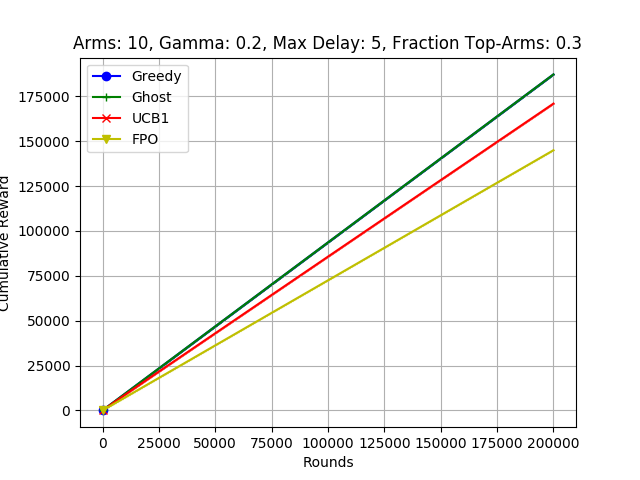 Arms: 10, Gamma: 0.2, Max Delay: 5, Fraction Top-Arms: 0.3
Greedy
Ghost
UCB1
FPO
Cumulative Reward
175000
150000
125000
100000
75000
50000
25000
0
0 25000 50000 75000 100000 125000 150000 175000 200000
Rounds